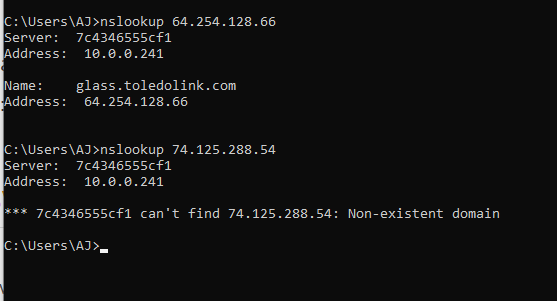 C:\Users\AJ>nslookup 64.254.128.66
Server:  7c4346555cf1
Address:  10.0.0.241
Name:    glass.toledolink.com
Address:  64.254.128.66
C:\Users\AJ>nslookup 74.125.288.54
Server:  7c4346555cf1
Address:  10.0.0.241
*** 7c4346555cf1 can't find 74.125.288.54: Non-existent domain
C:\Users\AJ>